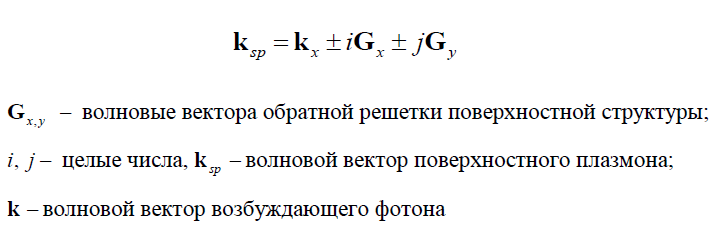 k_sp = k_x ± iG_x ± jG_y
G_x,y – волновые вектора обратной решетки поверхностной структуры;
i, j – целые числа, k_sp – волновой вектор поверхностного плазмона;
k – волновой вектор возбуждающего фотона